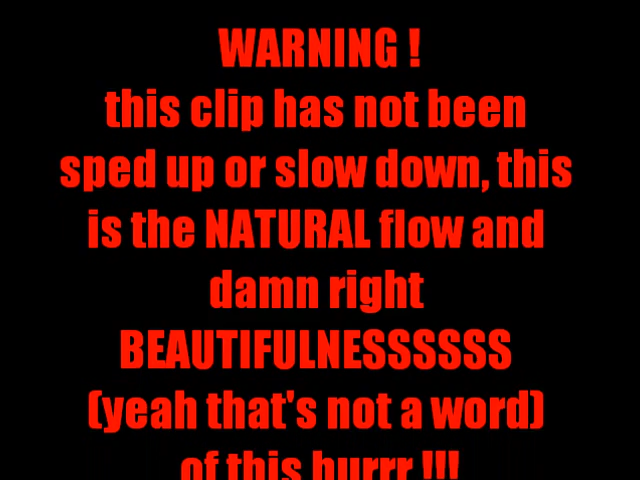 WARNING !
this clip has not been
sped up or slow down, this
is the NATURAL flow and
damn right
BEAUTIFULNESSSSSS
(yeah that's not a word)
of this hurrr !!!